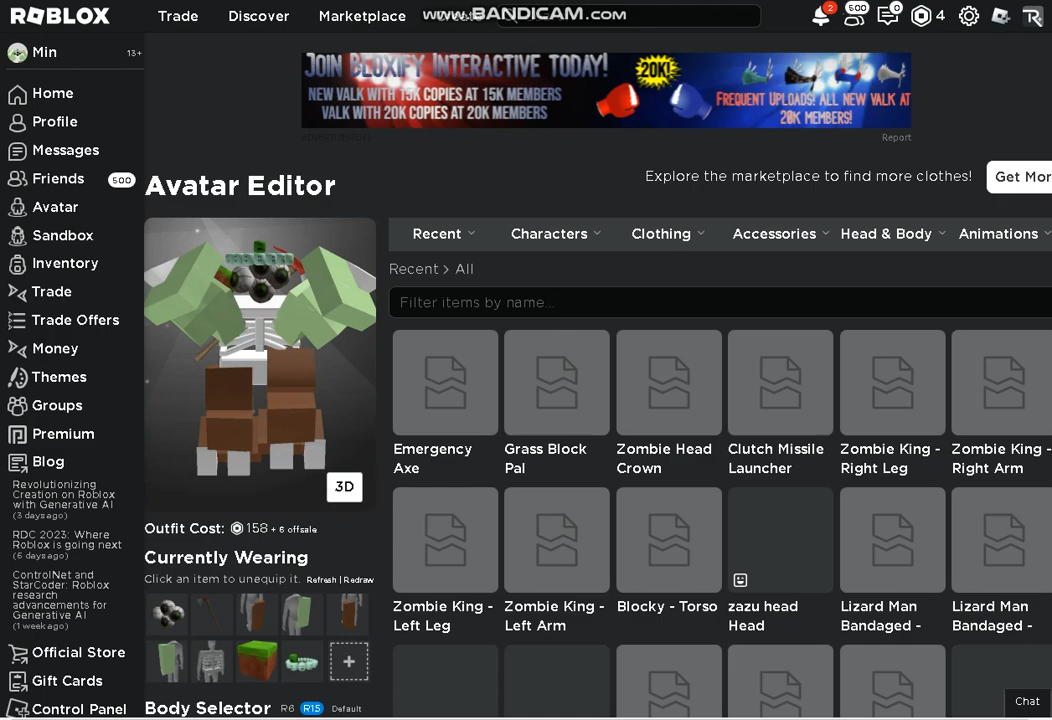 ROBLOX
Trade
Discover
Marketplace
www.BANDICAM.com
2
500
0
4
Min
13+
Home
Profile
Messages
Friends
500
Avatar
Sandbox
Inventory
Trade
Trade Offers
Money
Themes
Groups
Premium
Blog
Revolutionizing
Creation on Roblox
with Generative AI
(3 days ago)
RDC 2023: Where
Roblox is going next
(6 days ago)
ControlNet and
StarCoder: Roblox
research
advancements for
Generative AI
(1 week ago)
Official Store
Gift Cards
Control Panel
JOIN BLOXIFY INTERACTIVE TODAY!
NEW VALK WITH 15K COPIES AT 15K MEMBERS
VALK WITH 20K COPIES AT 20K MEMBERS
20K!
FREQUENT UPLOADS! ALL NEW VALK AT
20K MEMBERS!
ADVERTISEMENT
Report
Avatar Editor
Explore the marketplace to find more clothes!
Get Mor
3D
Outfit Cost: 158 + 6 offsale
Currently Wearing
Click an item to unequip it. Refresh | Redraw
Body Selector R6 R15 Default
Recent
Characters
Clothing
Accessories
Head & Body
Animations
Recent > All
Filter items by name...
Emergency
Axe
Grass Block
Pal
Zombie Head
Crown
Clutch Missile
Launcher
Zombie King -
Right Leg
Zombie King -
Right Arm
Zombie King -
Left Leg
Zombie King -
Left Arm
Blocky - Torso
zazu head
Head
Lizard Man
Bandaged -
Lizard Man
Bandaged -
Chat